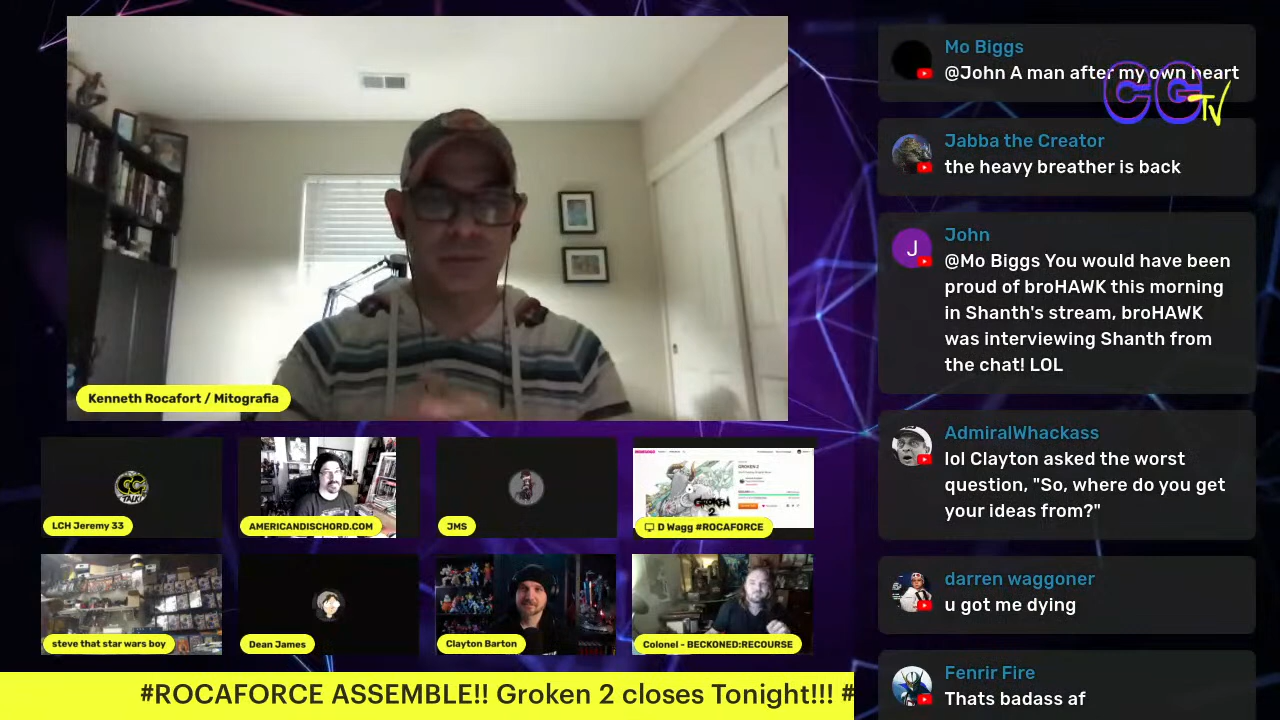 Kenneth Rocafort / Mitografia
LCH Jeremy 33
AMERICANDISCHORD.COM
JMS
GROKEN 2
D Wagg #ROCAFORCE
steve that star wars boy
Dean James
Clayton Barton
Colonel - BECKONED:RECOURSE
#ROCAFORCE ASSEMBLE!! Groken 2 closes Tonight!!! #
Mo Biggs
@John A man after my own heart
CG TV
Jabba the Creator
the heavy breather is back
J
John
@Mo Biggs You would have been
proud of broHAWK this morning
in Shanth's stream, broHAWK
was interviewing Shanth from
the chat! LOL
AdmiralWhackass
lol Clayton asked the worst
question, "So, where do you get
your ideas from?"
darren waggoner
u got me dying
Fenrir Fire
Thats badass af